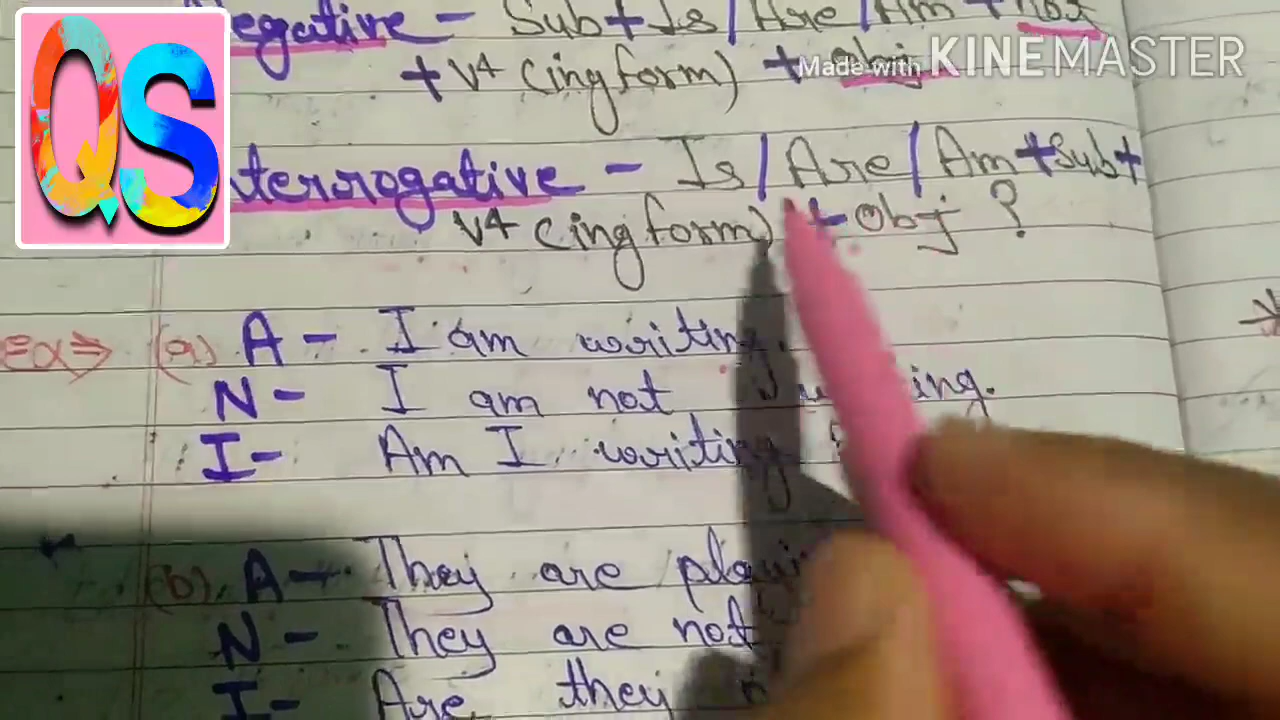 egative - Sub + Is / Are / Am + not
+ V4 (ing form) + obj
Made with KINEMASTER
QS
terrogative - Is / Are / Am + Sub +
V4 (ing form) + Obj ?
Ex ⇒ (a) A - I am writing.
N - I am not
I - Am I writing ?
(b) A - They are
N - They are not
I - Are they